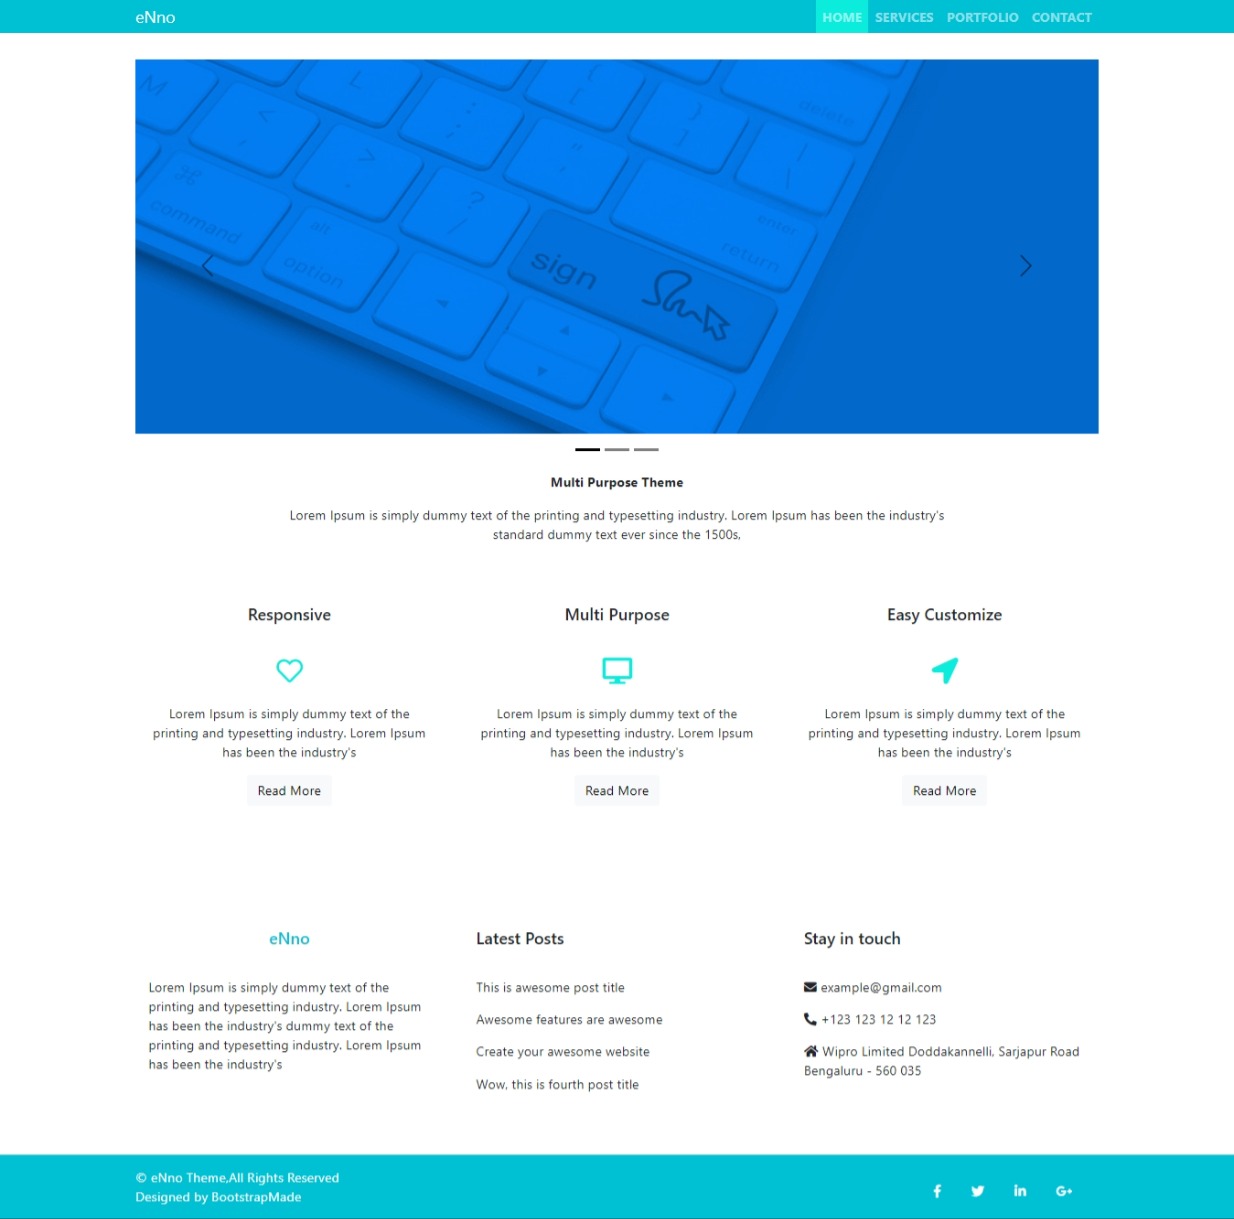 eNno
HOME SERVICES PORTFOLIO CONTACT
M
L
{
[
}
]
delete
<
,
:
;
"
'
|
\
>
.
?
/
enter
return
⌘
command
alt
option
sign
Multi Purpose Theme
Lorem Ipsum is simply dummy text of the printing and typesetting industry. Lorem Ipsum has been the industry's
standard dummy text ever since the 1500s,
Responsive
Lorem Ipsum is simply dummy text of the
printing and typesetting industry. Lorem Ipsum
has been the industry's
Read More
Multi Purpose
Lorem Ipsum is simply dummy text of the
printing and typesetting industry. Lorem Ipsum
has been the industry's
Read More
Easy Customize
Lorem Ipsum is simply dummy text of the
printing and typesetting industry. Lorem Ipsum
has been the industry's
Read More
eNno
Lorem Ipsum is simply dummy text of the
printing and typesetting industry. Lorem Ipsum
has been the industry's dummy text of the
printing and typesetting industry. Lorem Ipsum
has been the industry's
Latest Posts
This is awesome post title
Awesome features are awesome
Create your awesome website
Wow, this is fourth post title
Stay in touch
example@gmail.com
+123 123 12 12 123
Wipro Limited Doddakannelli, Sarjapur Road
Bengaluru - 560 035
© eNno Theme,All Rights Reserved
Designed by BootstrapMade